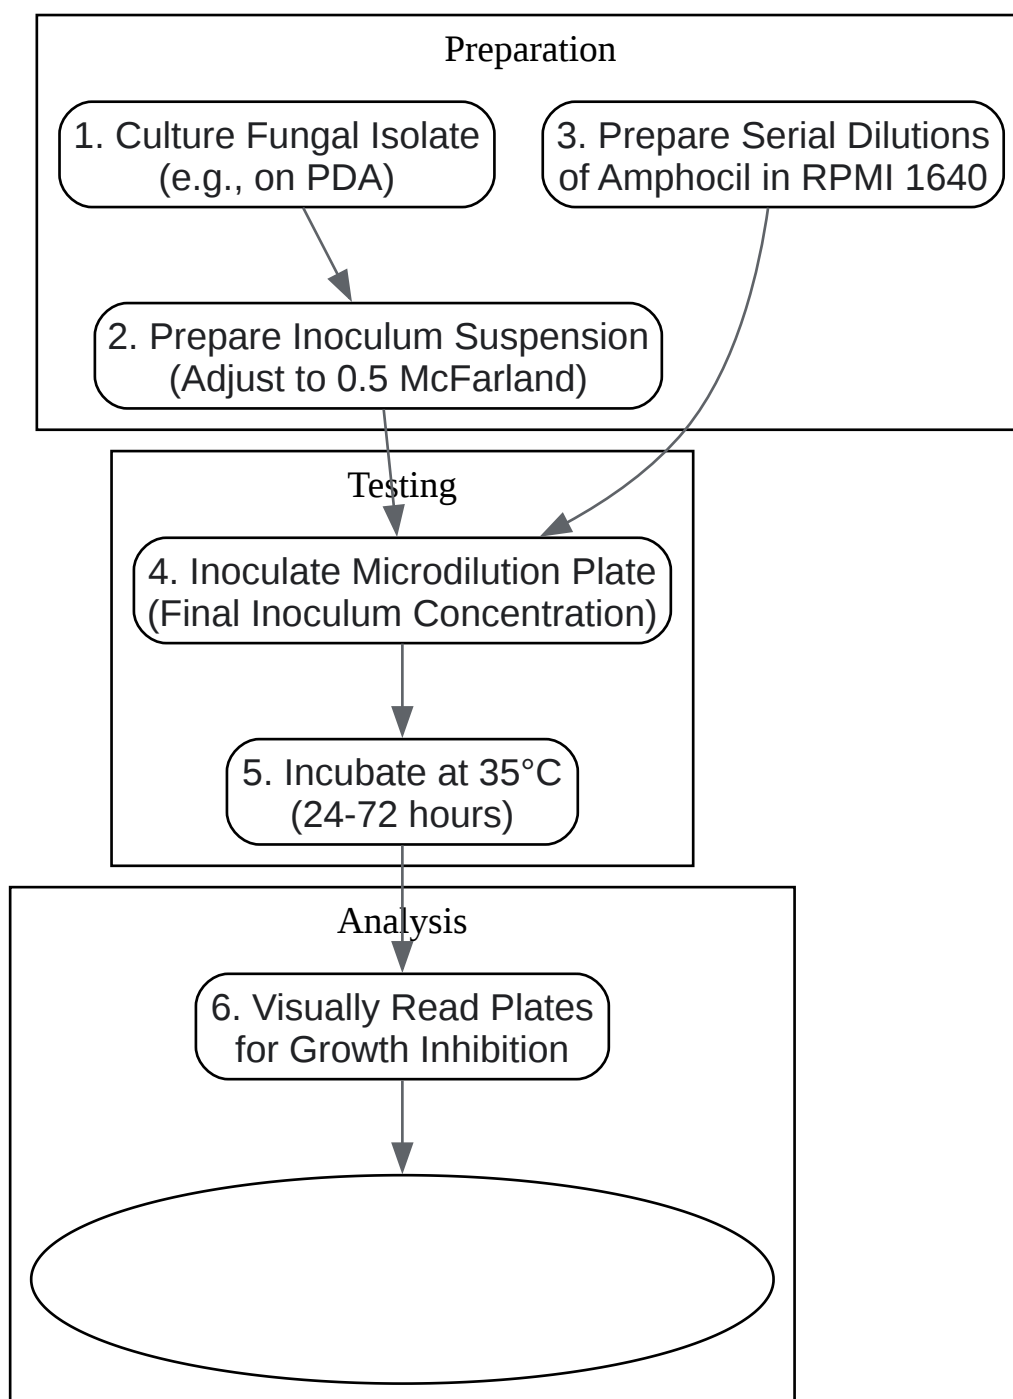 Preparation
1. Culture Fungal Isolate
(e.g., on PDA)
3. Prepare Serial Dilutions
of Amphocil in RPMI 1640
2. Prepare Inoculum Suspension
(Adjust to 0.5 McFarland)
Testing
4. Inoculate Microdilution Plate
(Final Inoculum Concentration)
5. Incubate at 35°C
(24-72 hours)
Analysis
6. Visually Read Plates
for Growth Inhibition